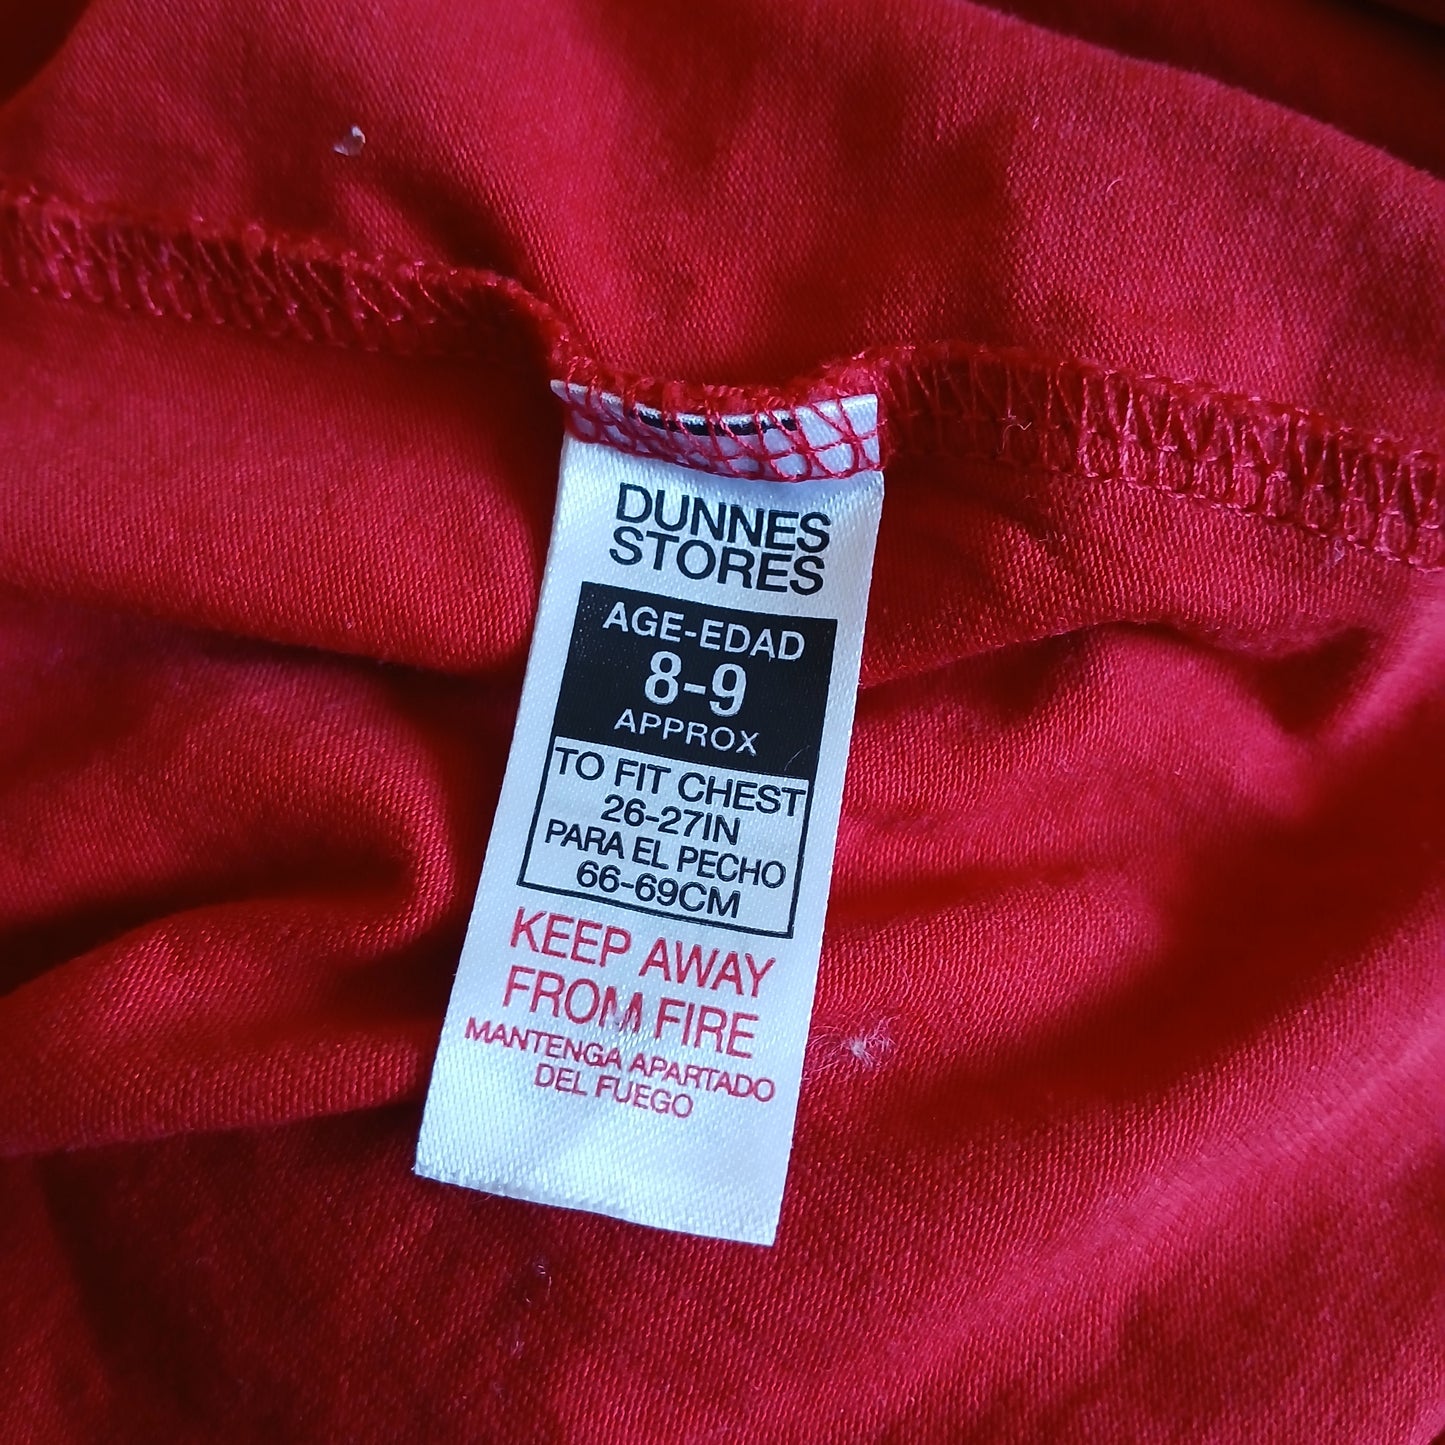 DUNNES
STORES
AGE-EDAD
8-9
APPROX
TO FIT CHEST
26-27IN
PARA EL PECHO
66-69CM
KEEP AWAY
FROM FIRE
MANTENGA APARTADO
DEL FUEGO